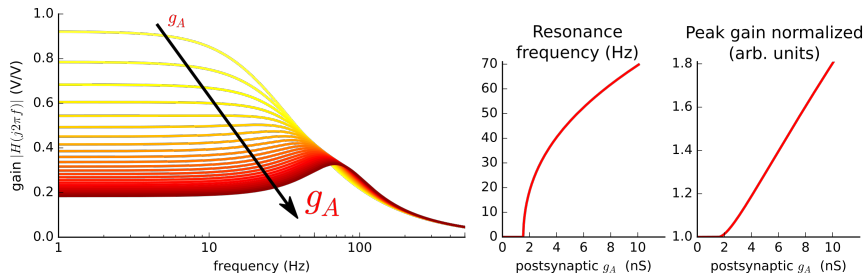 gain |H(j2πf)| (V/V)
1.0
0.8
0.6
0.4
0.2
0.0
g_A
g_A
1 10 100
frequency (Hz)
Resonance
frequency (Hz)
70
60
50
40
30
20
10
0
0 2 4 6 8 10
postsynaptic g_A (nS)
Peak gain normalized
(arb. units)
1.8
1.6
1.4
1.2
1.0
0 2 4 6 8 10
postsynaptic g_A (nS)